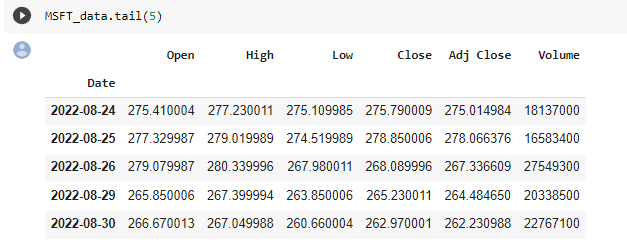 MSFT_data.tail(5)
Open High Low Close Adj Close Volume
Date
2022-08-24 275.410004 277.230011 275.109985 275.790009 275.014984 18137000
2022-08-25 277.329987 279.019989 274.519989 278.850006 278.066376 16583400
2022-08-26 279.079987 280.339996 267.980011 268.089996 267.336609 27549300
2022-08-29 265.850006 267.399994 263.850006 265.230011 264.484650 20338500
2022-08-30 266.670013 267.049988 260.660004 262.970001 262.230988 22767100